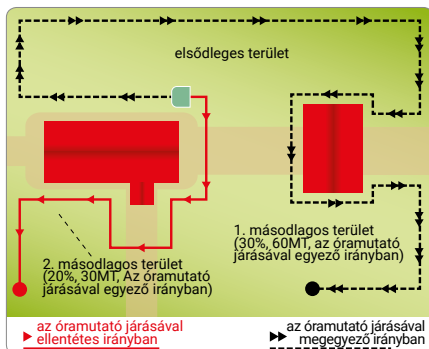 elsődleges terület
1. másodlagos terület
(30%, 60MT, az óramutató
járásával egyező irányban)
2. másodlagos terület
(20%, 30MT, Az óramutató
járásával egyező irányban)
az óramutató járásával
ellentétes irányban
az óramutató járásával
megegyező irányban